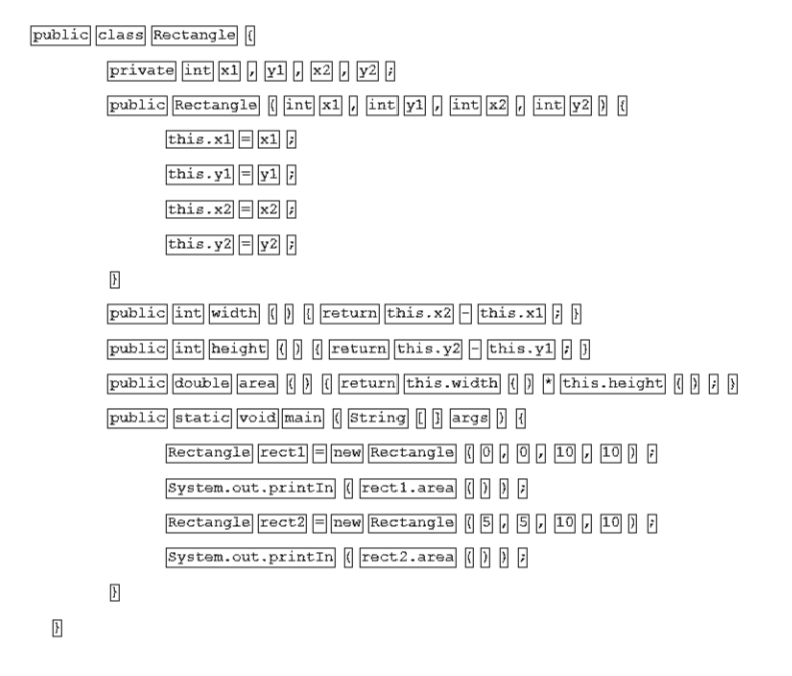 public class Rectangle {
private int x1 , y1 , x2 , y2 ;
public Rectangle ( int x1 , int y1 , int x2 , int y2 ) {
this.x1 = x1 ;
this.y1 = y1 ;
this.x2 = x2 ;
this.y2 = y2 ;
}
public int width ( ) { return this.x2 - this.x1 ; }
public int height ( ) { return this.y2 - this.y1 ; }
public double area ( ) { return this.width ( ) * this.height ( ) ; }
public static void main ( String [ ] args ) {
Rectangle rect1 = new Rectangle ( 0 , 0 , 10 , 10 ) ;
System.out.printIn ( rect1.area ( ) ) ;
Rectangle rect2 = new Rectangle ( 5 , 5 , 10 , 10 ) ;
System.out.printIn ( rect2.area ( ) ) ;
}
}